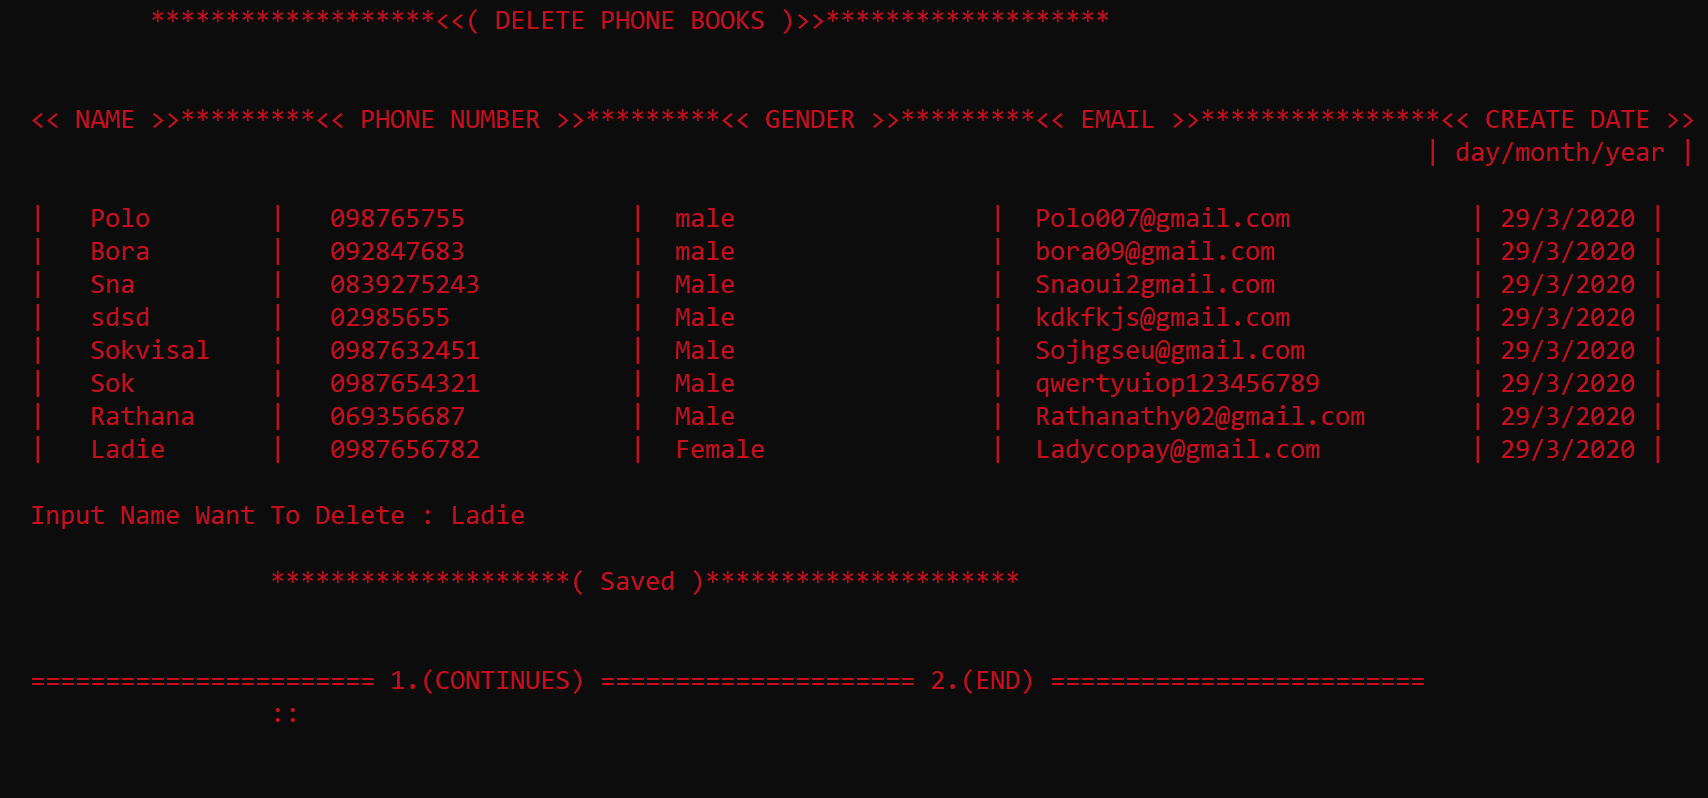 *******************<<( DELETE PHONE BOOKS )>>*******************
<< NAME >>*********<< PHONE NUMBER >>*********<< GENDER >>*********<< EMAIL >>****************<< CREATE DATE >>
| day/month/year |
| Polo | 098765755 | male | Polo007@gmail.com | 29/3/2020 |
| Bora | 092847683 | male | bora09@gmail.com | 29/3/2020 |
| Sna | 0839275243 | Male | Snaoui2gmail.com | 29/3/2020 |
| sdsd | 02985655 | Male | kdkfkjs@gmail.com | 29/3/2020 |
| Sokvisal | 0987632451 | Male | Sojhgseu@gmail.com | 29/3/2020 |
| Sok | 0987654321 | Male | qwertyuiop123456789 | 29/3/2020 |
| Rathana | 069356687 | Male | Rathanathy02@gmail.com | 29/3/2020 |
| Ladie | 0987656782 | Female | Ladycopay@gmail.com | 29/3/2020 |
Input Name Want To Delete : Ladie
********************( Saved )*********************
======================= 1.(CONTINUES) ===================== 2.(END) =========================
::